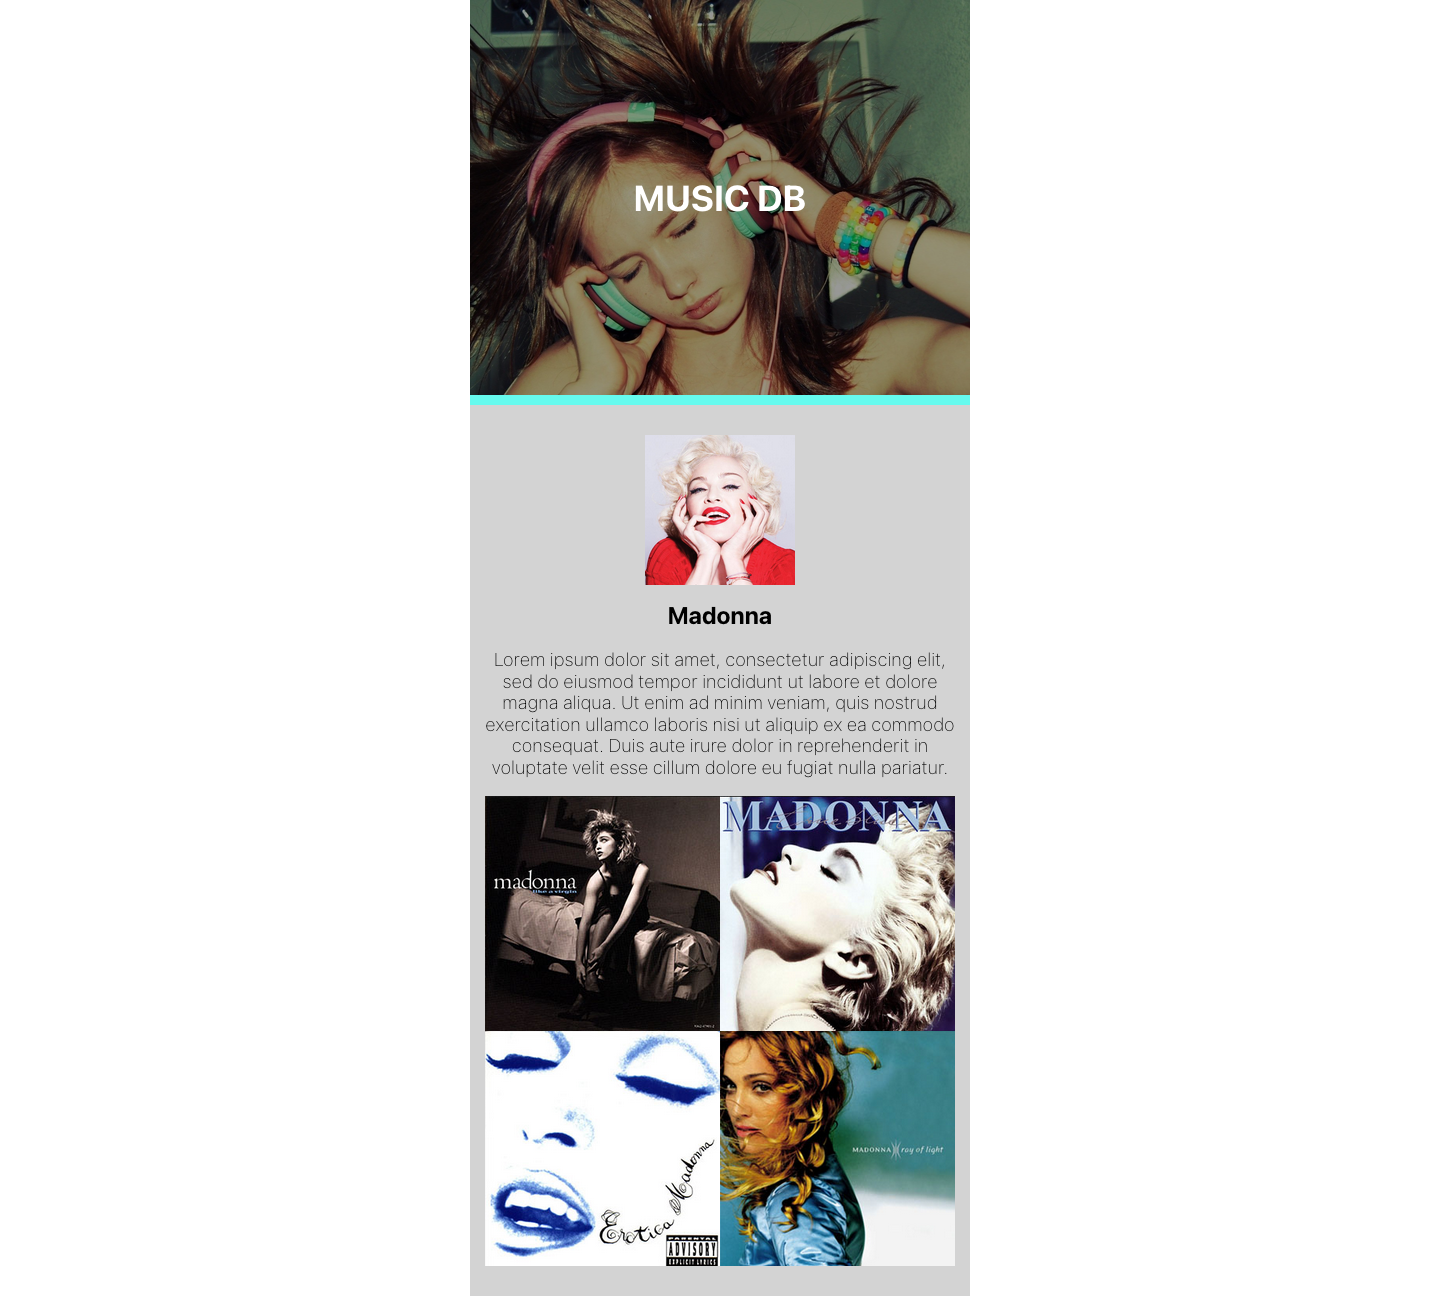 MUSIC DB
Madonna
Lorem ipsum dolor sit amet, consectetur adipiscing elit,
sed do eiusmod tempor incididunt ut labore et dolore
magna aliqua. Ut enim ad minim veniam, quis nostrud
exercitation ullamco laboris nisi ut aliquip ex ea commodo
consequat. Duis aute irure dolor in reprehenderit in
voluptate velit esse cillum dolore eu fugiat nulla pariatur.
madonna
like a virgin
MADONNA
Erotica Madonna
PARENTAL
ADVISORY
EXPLICIT LYRICS
MADONNA ray of light